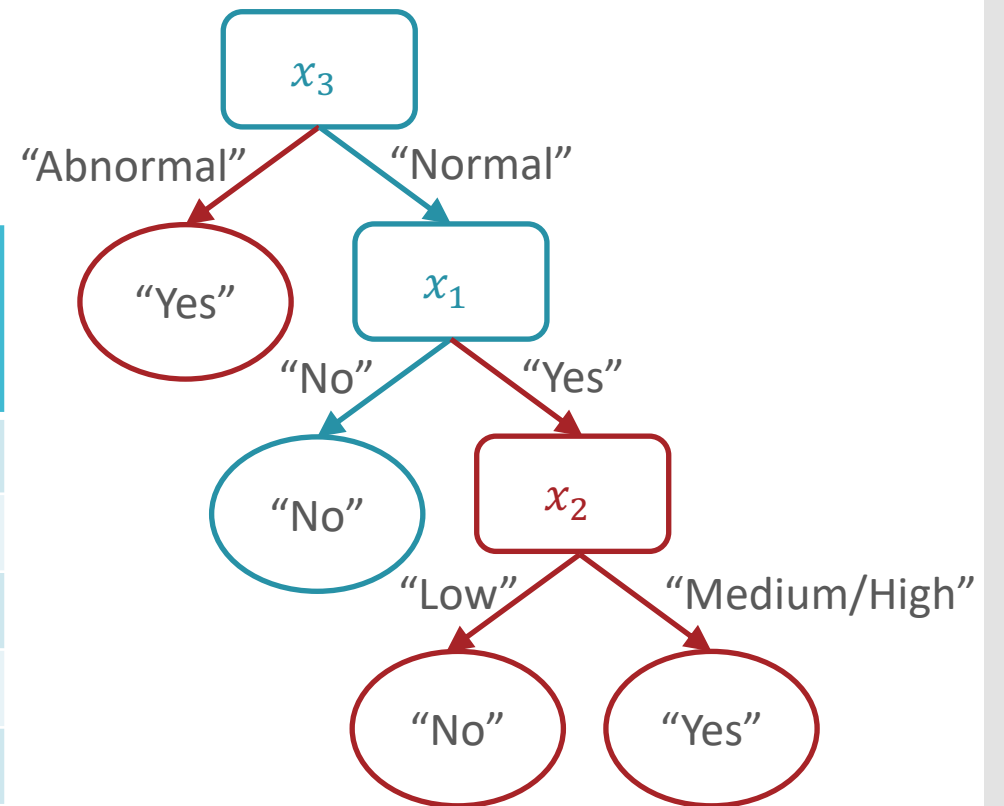 x₃
“Abnormal”
“Normal”
“Yes”
x₁
“No”
“Yes”
“No”
x₂
“Low”
“Medium/High”
“No”
“Yes”